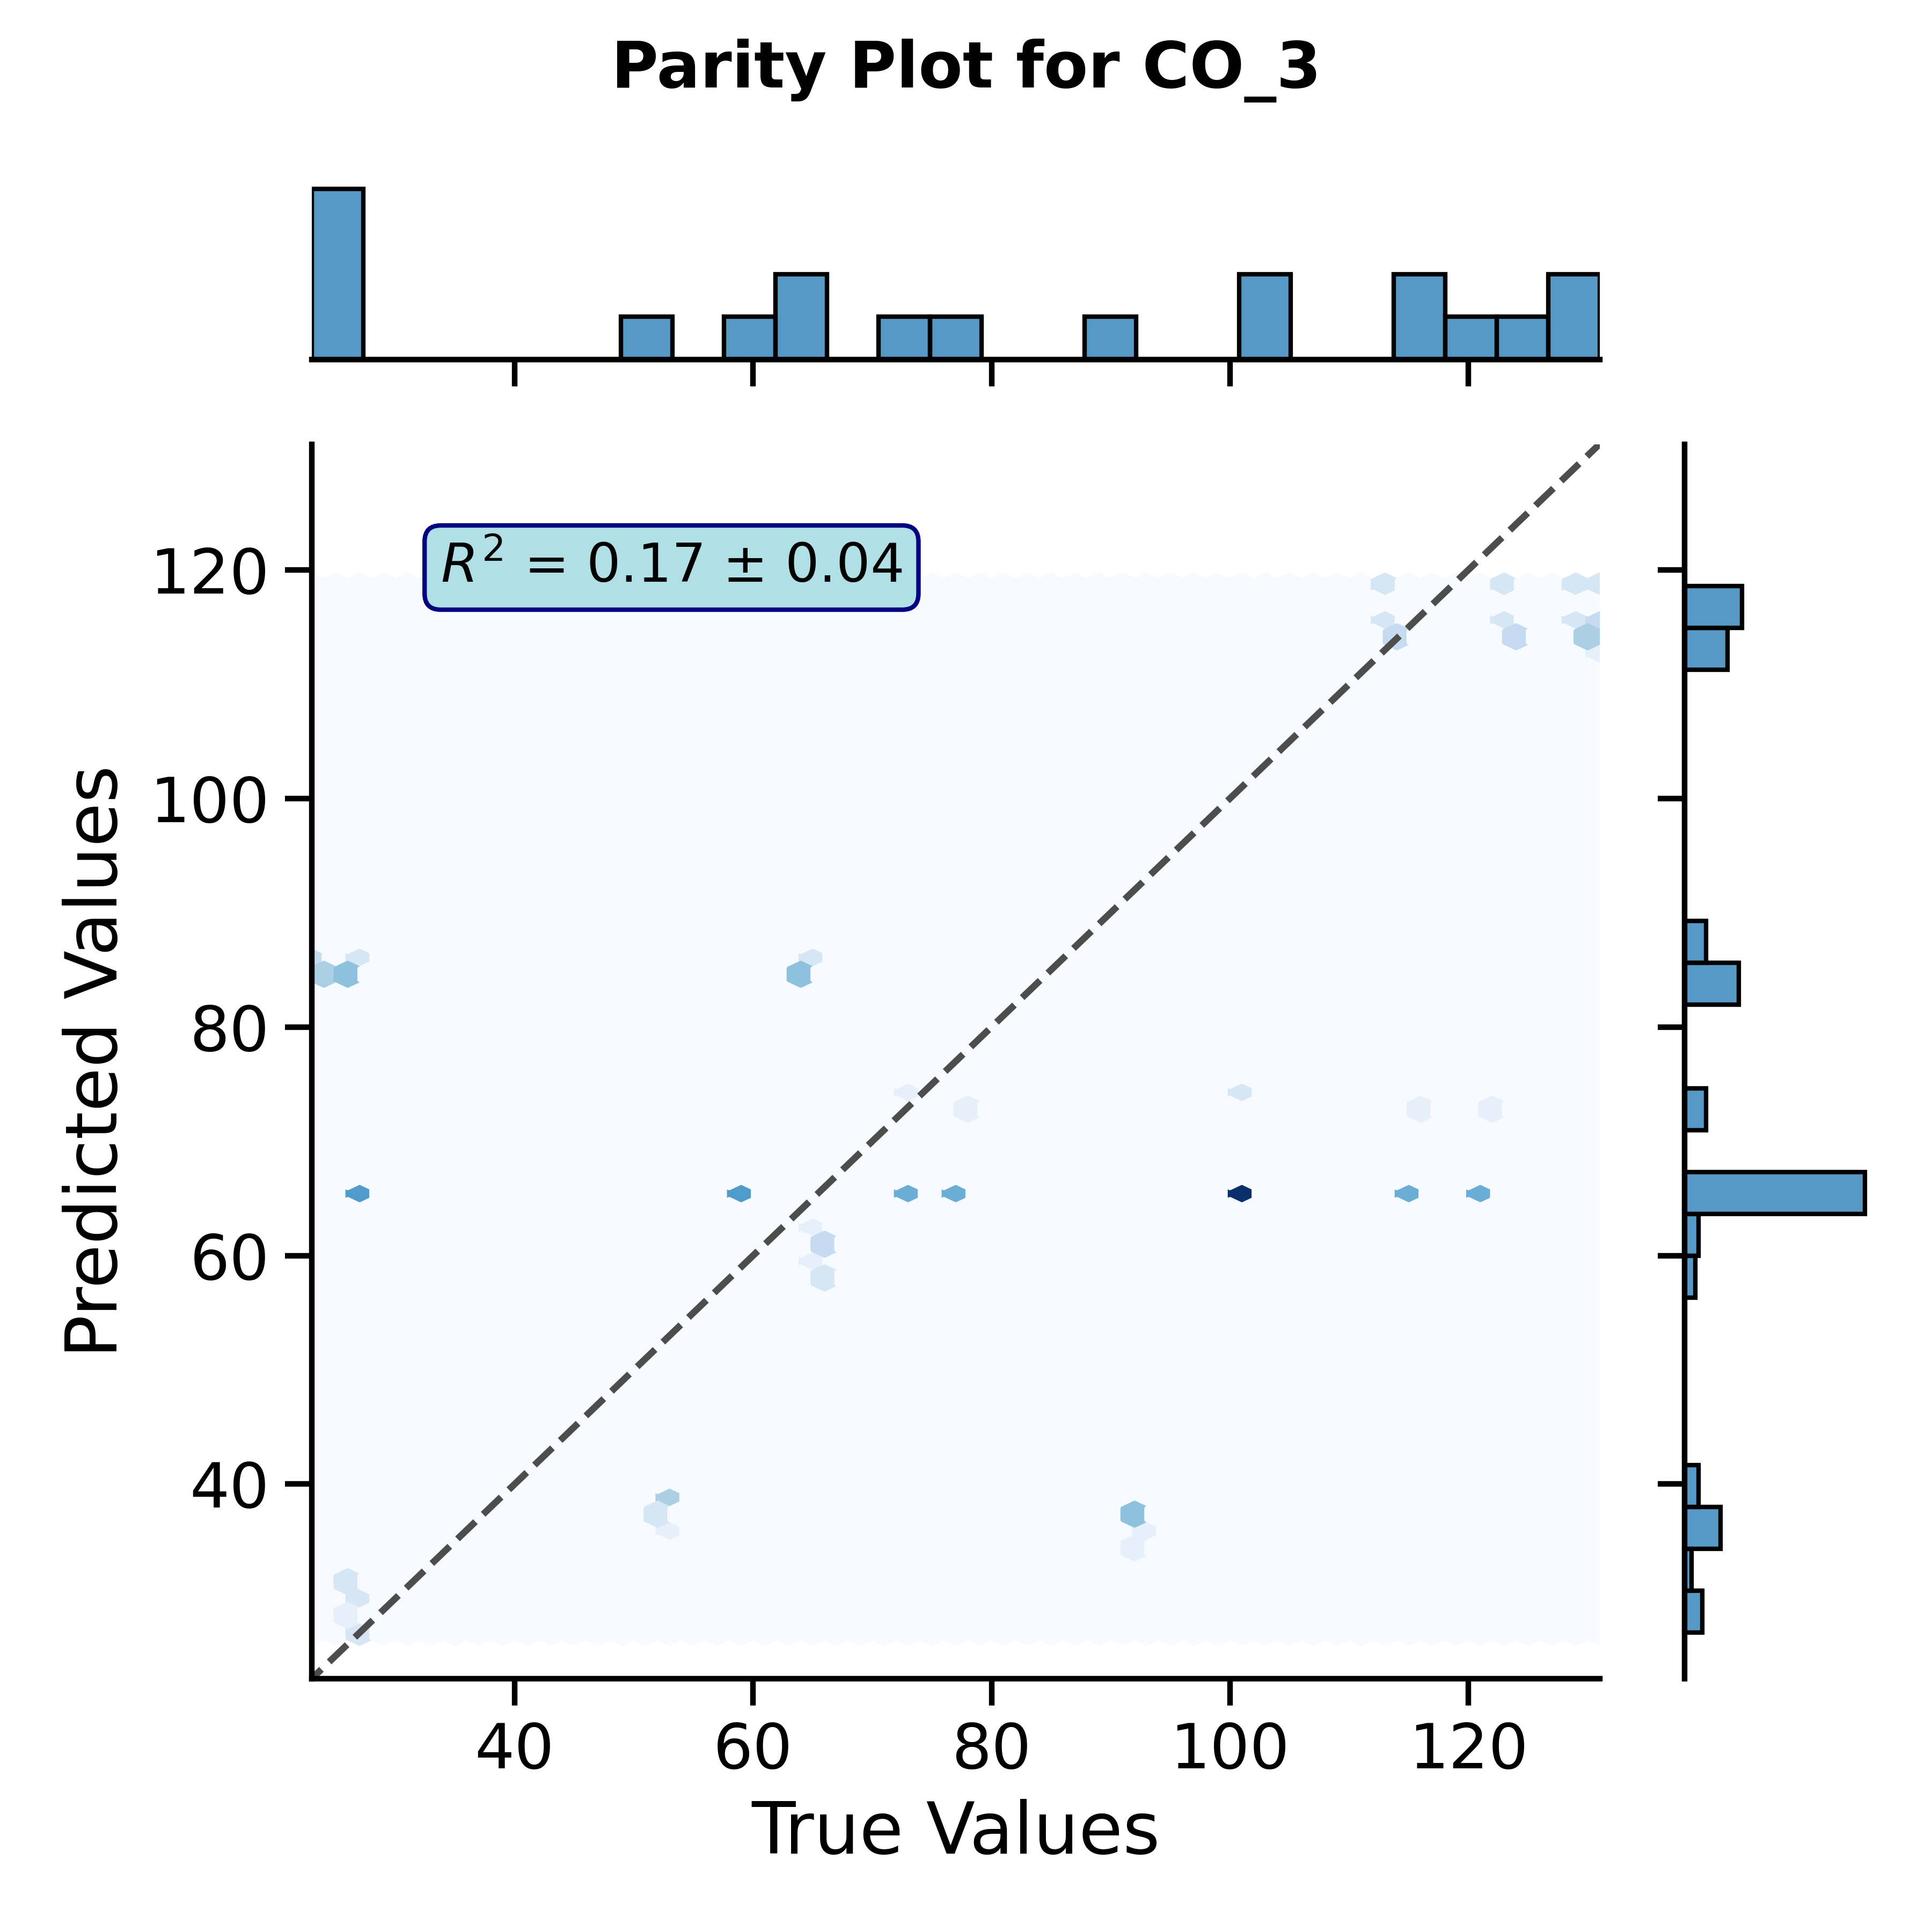 Parity Plot for CO_3
R² = 0.17 ± 0.04
120
100
80
60
40
Predicted Values
40 60 80 100 120
True Values